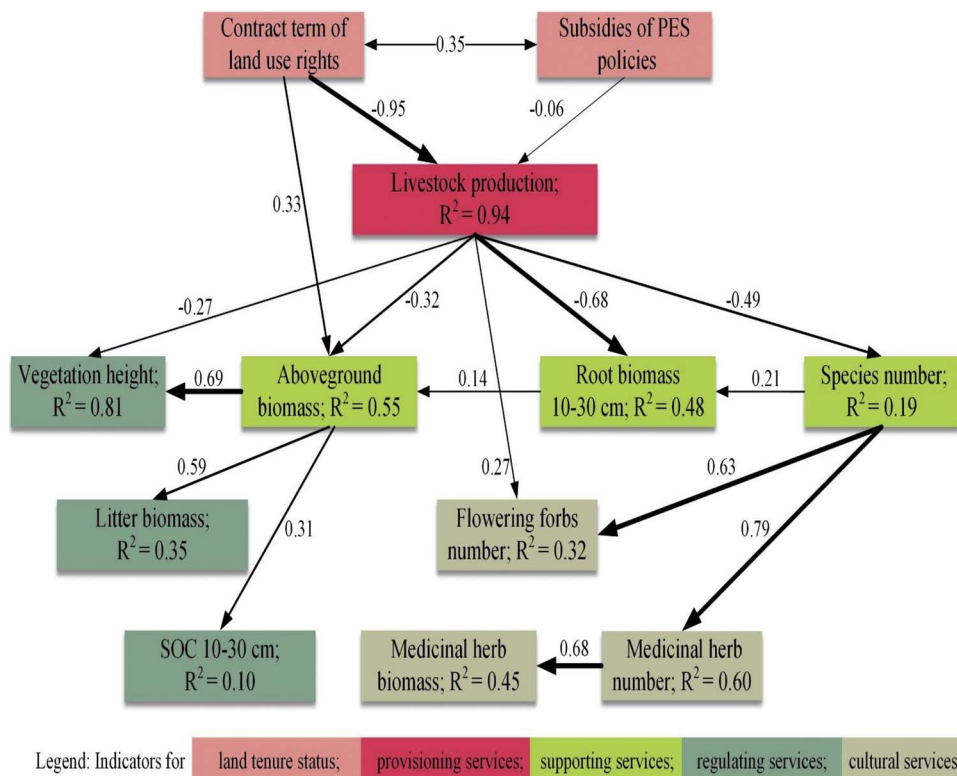 Contract term of
land use rights
0.35
Subsidies of PES
policies
-0.95
-0.06
Livestock production;
R² = 0.94
0.33
-0.27
-0.32
-0.68
-0.49
Vegetation height;
R² = 0.81
0.69
Aboveground
biomass; R² = 0.55
0.14
Root biomass
10-30 cm; R² = 0.48
0.21
Species number;
R² = 0.19
0.59
0.31
0.27
0.63
0.79
Litter biomass;
R² = 0.35
Flowering forbs
number; R² = 0.32
SOC 10-30 cm;
R² = 0.10
Medicinal herb
biomass; R² = 0.45
0.68
Medicinal herb
number; R² = 0.60
Legend: Indicators for land tenure status; provisioning services; supporting services; regulating services; cultural services